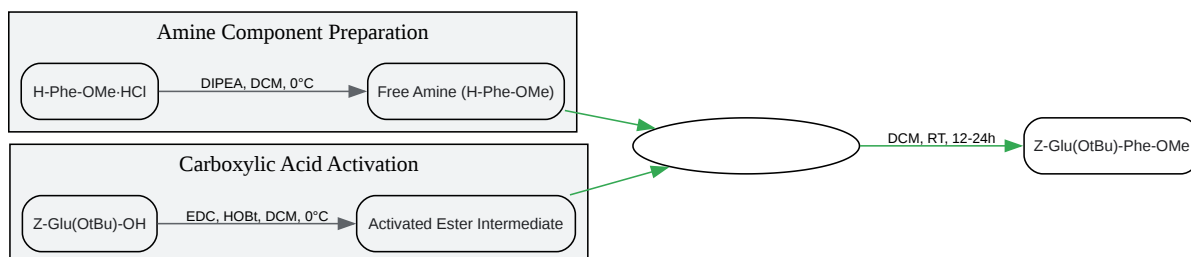 Amine Component Preparation
H-Phe-OMe·HCl
DIPEA, DCM, 0°C
Free Amine (H-Phe-OMe)
DCM, RT, 12-24h
Z-Glu(OtBu)-Phe-OMe
Carboxylic Acid Activation
Z-Glu(OtBu)-OH
EDC, HOBt, DCM, 0°C
Activated Ester Intermediate